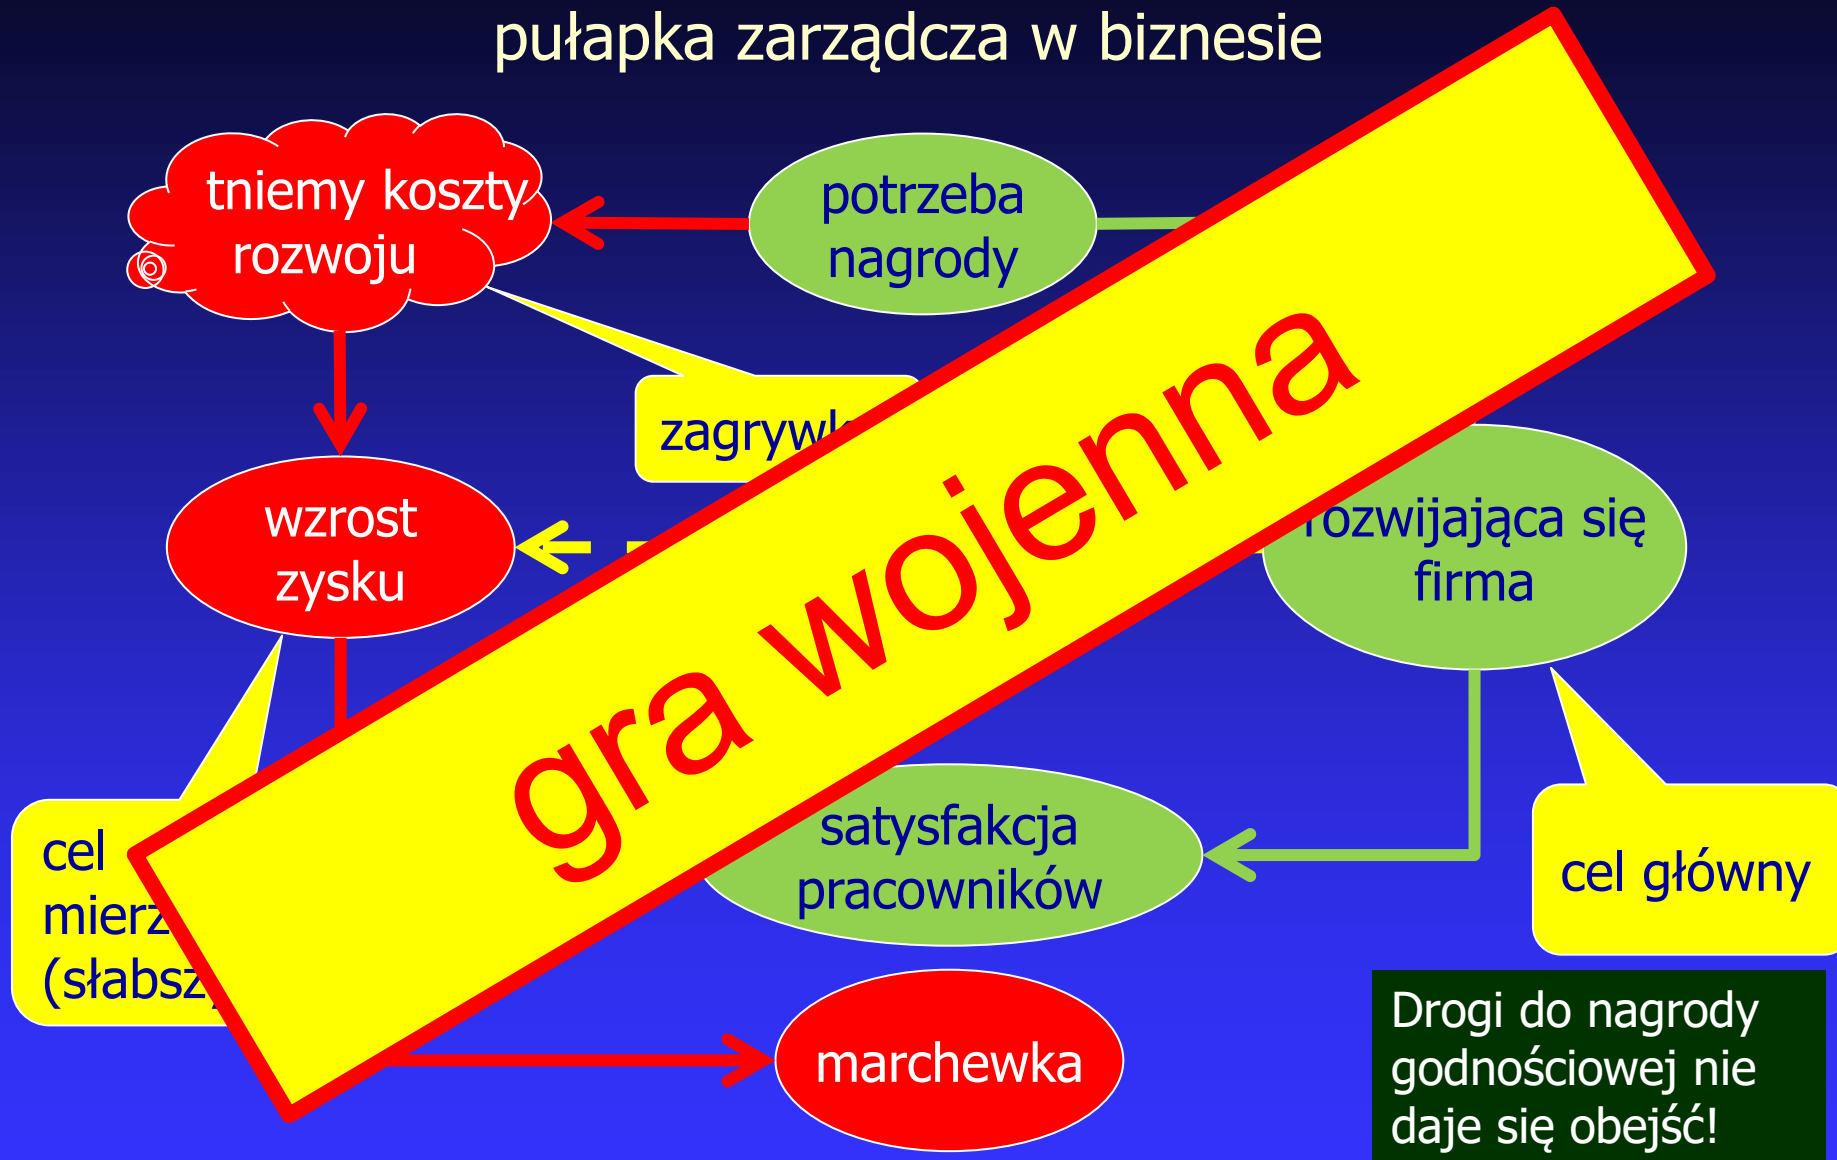 pułapka zarządcza w biznesie
tniemy koszty
rozwoju
potrzeba
nagrody
wzrost
zysku
gra wojenna
rozwijająca się
firma
cel
satysfakcja
pracowników
cel główny
marchewka
Drogi do nagrody
godnościowej nie
daje się obejść!